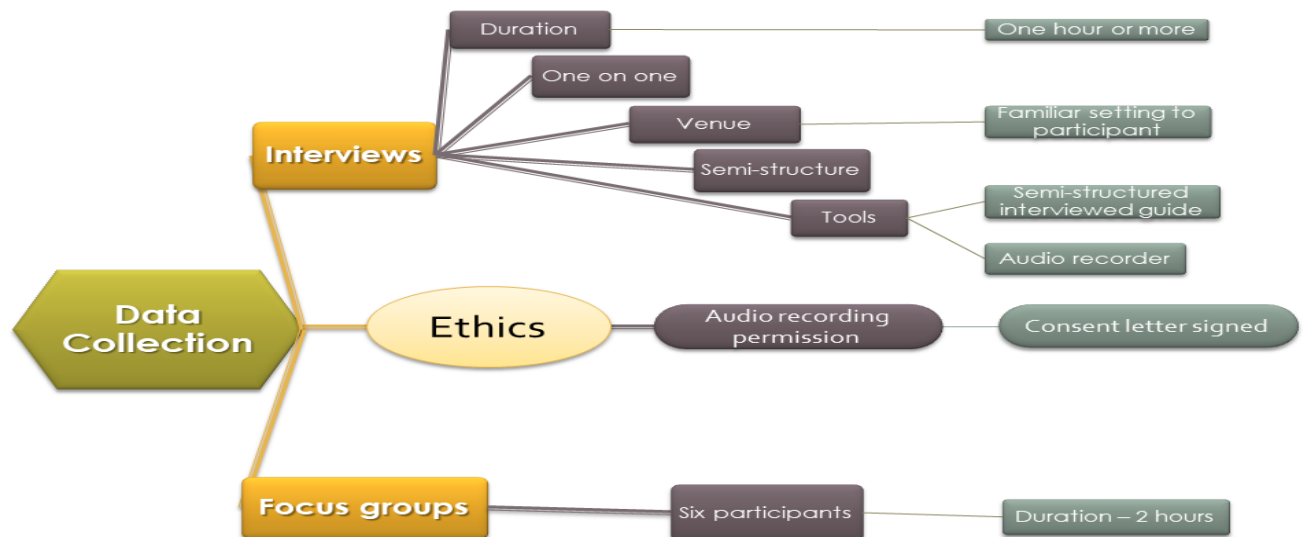 Duration
One hour or more
One on one
Venue
Familiar setting to
participant
Interviews
Semi-structure
Tools
Semi-structured
interviewed guide
Audio recorder
Data
Collection
Ethics
Audio recording
permission
Consent letter signed
Focus groups
Six participants
Duration – 2 hours